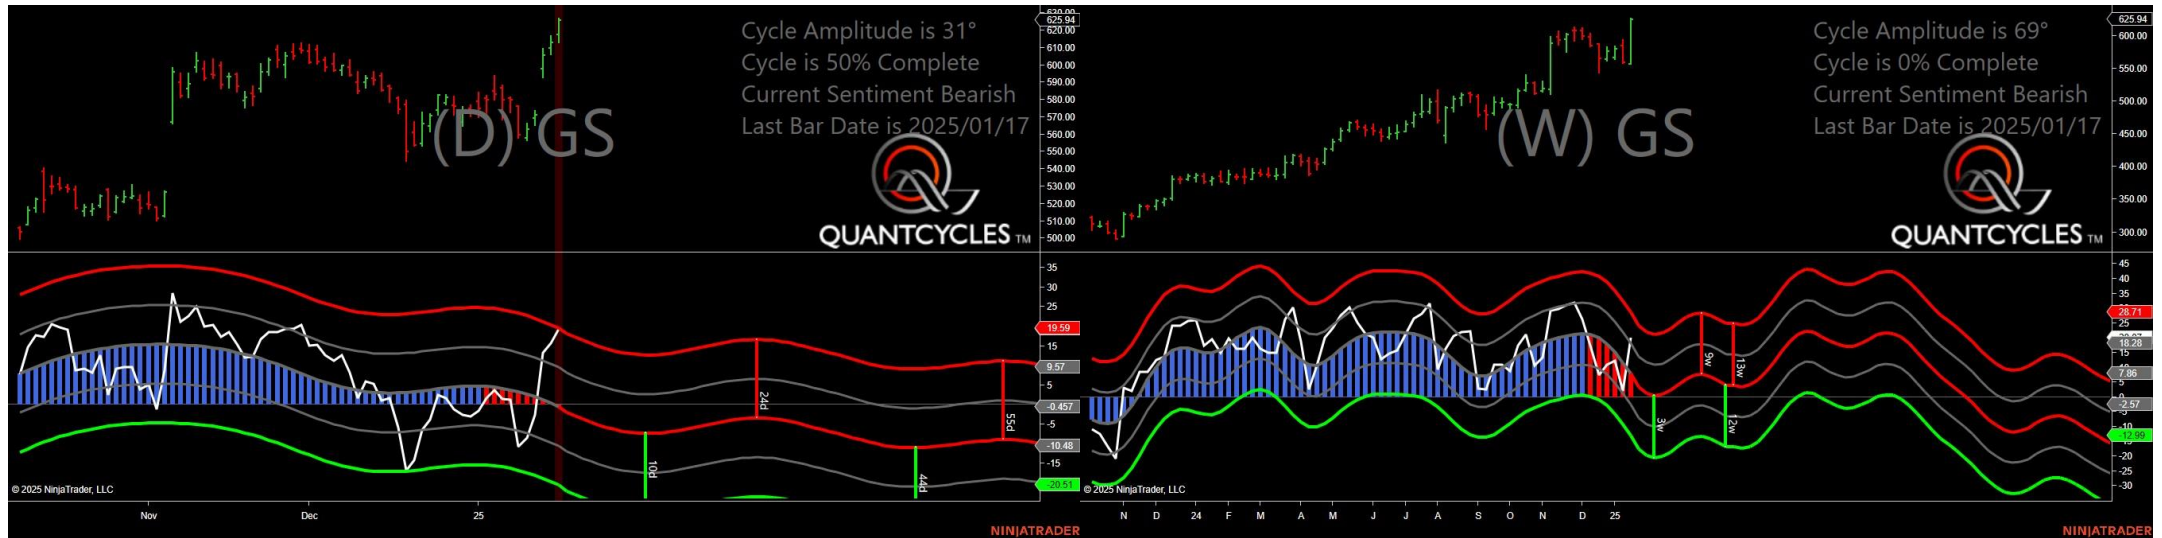 Cycle Amplitude is 31°
Cycle is 50% Complete
Current Sentiment Bearish
Last Bar Date is 2025/01/17
(D) GS
QUANTCYCLES TM
625.94
620.00
610.00
600.00
590.00
580.00
570.00
560.00
550.00
540.00
530.00
520.00
510.00
500.00
35
30
25
19.59
15
9.57
5
-0.457
-5
-10.48
-15
-20.51
10d
24d
44d
55d
© 2025 NinjaTrader, LLC
Nov
Dec
25
NINJATRADER
Cycle Amplitude is 69°
Cycle is 0% Complete
Current Sentiment Bearish
Last Bar Date is 2025/01/17
(W) GS
QUANTCYCLES TM
625.94
600.00
550.00
500.00
450.00
400.00
350.00
300.00
45
40
35
28.71
25
18.28
15
7.86
5
-2.57
-5
-12.99
-20
-25
-30
3w
9w
12w
13w
© 2025 NinjaTrader, LLC
N D 24 F M A M J J A S O N D 25
NINJATRADER